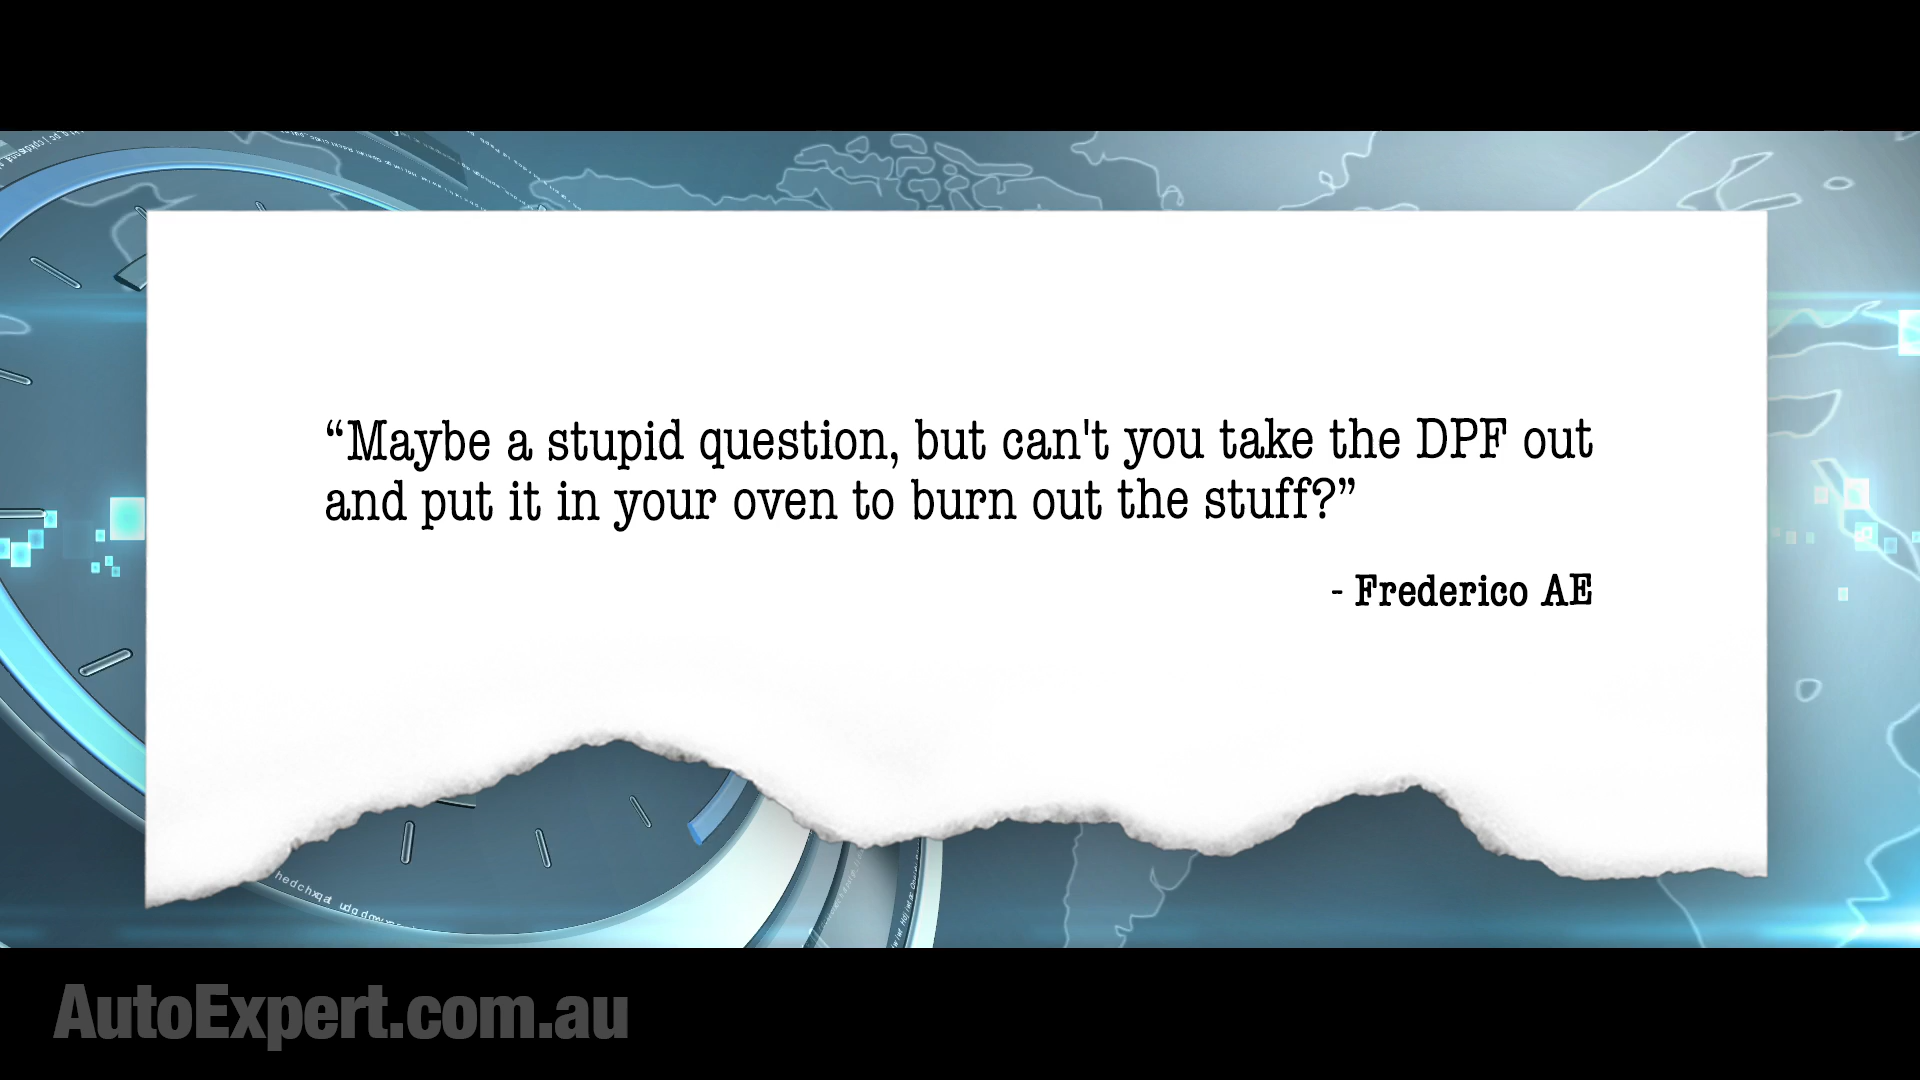 “Maybe a stupid question, but can't you take the DPF out
and put it in your oven to burn out the stuff?”
- Frederico AE
AutoExpert.com.au